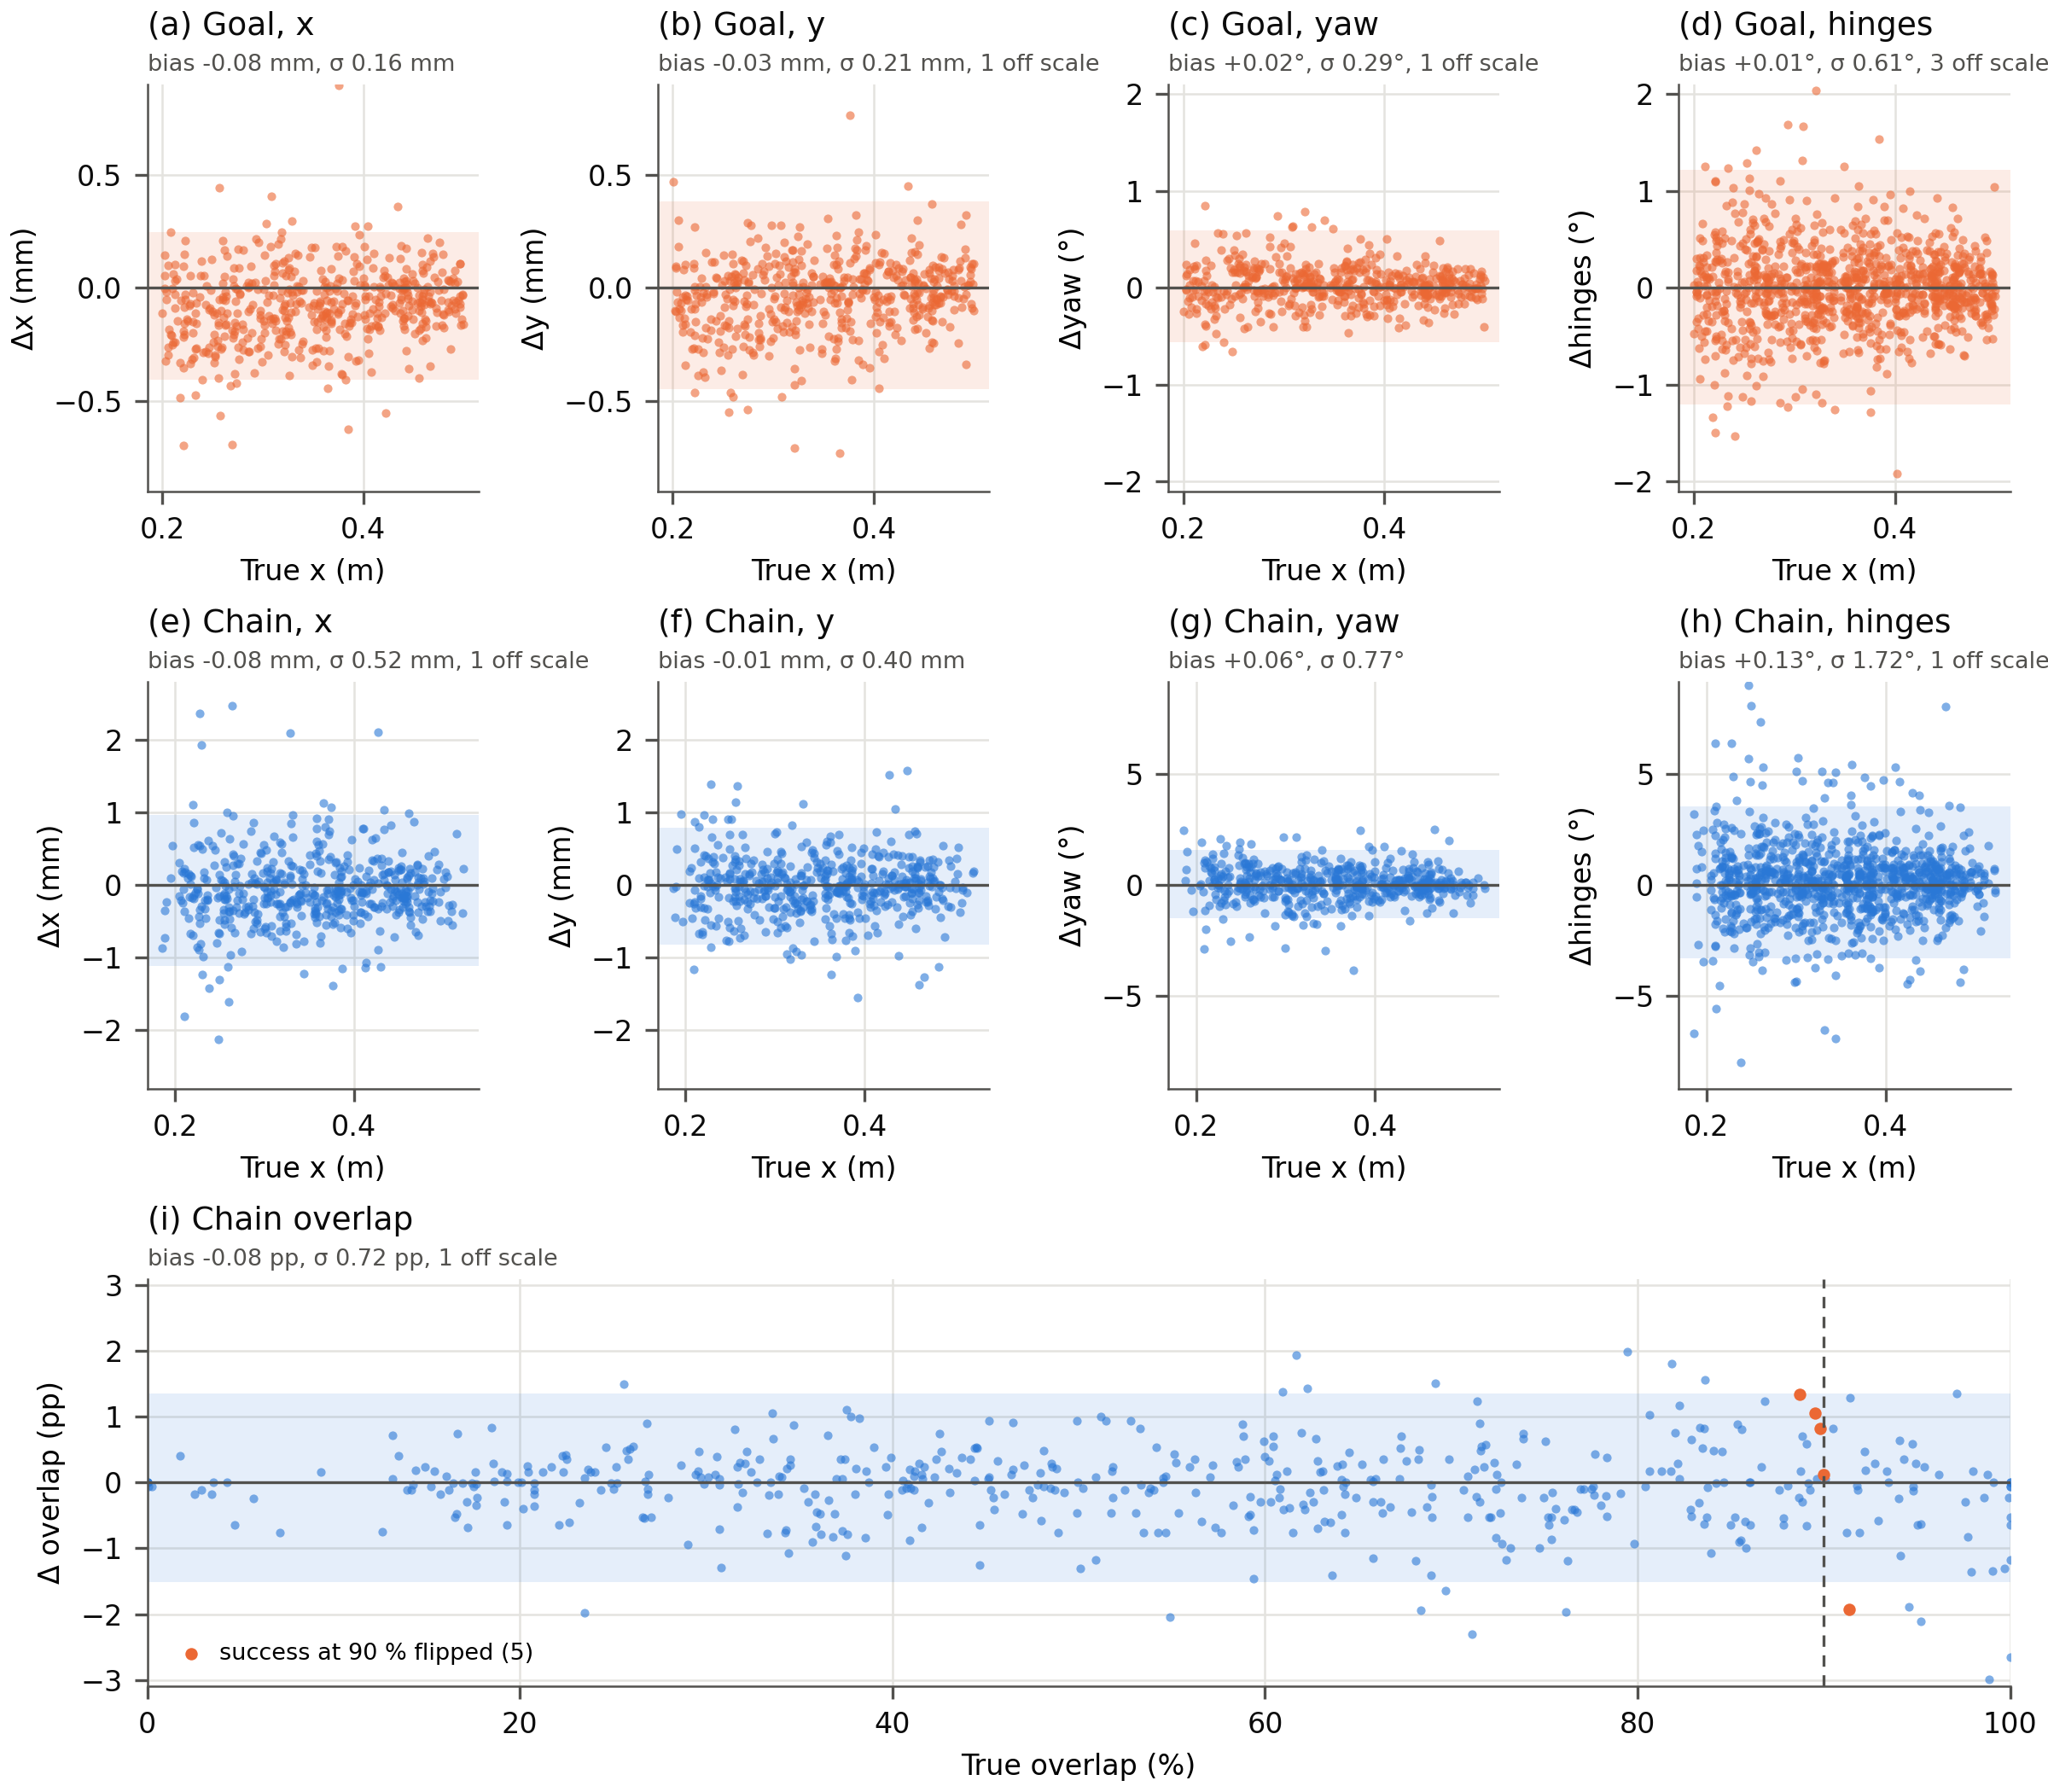 (a) Goal, x
bias -0.08 mm, σ 0.16 mm
Δx (mm)
0.5
0.0
−0.5
0.2
0.4
True x (m)
(b) Goal, y
bias -0.03 mm, σ 0.21 mm, 1 off scale
Δy (mm)
0.5
0.0
−0.5
0.2
0.4
True x (m)
(c) Goal, yaw
bias +0.02°, σ 0.29°, 1 off scale
Δyaw (°)
2
1
0
−1
−2
0.2
0.4
True x (m)
(d) Goal, hinges
bias +0.01°, σ 0.61°, 3 off scale
Δhinges (°)
2
1
0
−1
−2
0.2
0.4
True x (m)
(e) Chain, x
bias -0.08 mm, σ 0.52 mm, 1 off scale
Δx (mm)
2
1
0
−1
−2
0.2
0.4
True x (m)
(f) Chain, y
bias -0.01 mm, σ 0.40 mm
Δy (mm)
2
1
0
−1
−2
0.2
0.4
True x (m)
(g) Chain, yaw
bias +0.06°, σ 0.77°
Δyaw (°)
5
0
−5
0.2
0.4
True x (m)
(h) Chain, hinges
bias +0.13°, σ 1.72°, 1 off scale
Δhinges (°)
5
0
−5
0.2
0.4
True x (m)
(i) Chain overlap
bias -0.08 pp, σ 0.72 pp, 1 off scale
Δ overlap (pp)
3
2
1
0
−1
−2
−3
success at 90 % flipped (5)
0
20
40
60
80
100
True overlap (%)